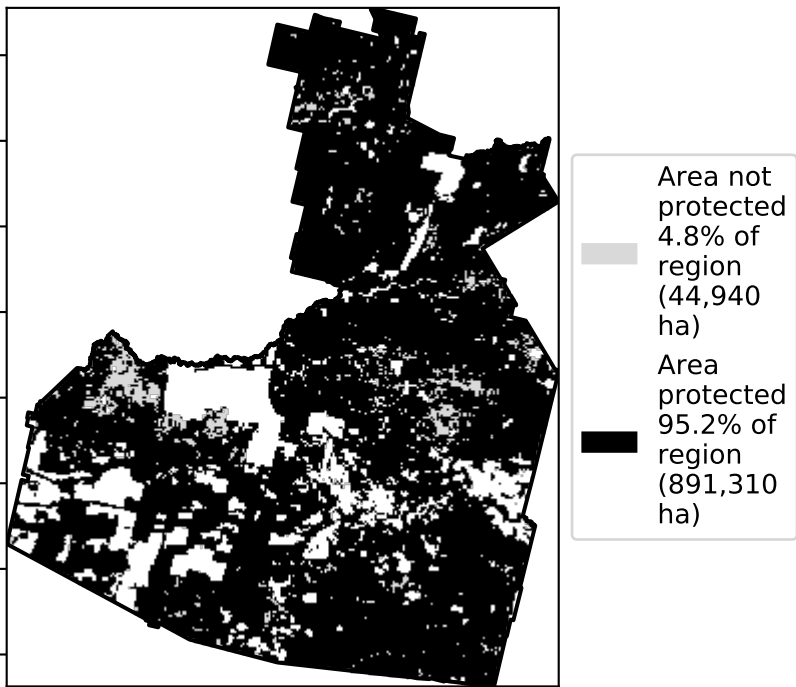 Area not
protected
4.8% of
region
(44,940
ha)
Area
protected
95.2% of
region
(891,310
ha)